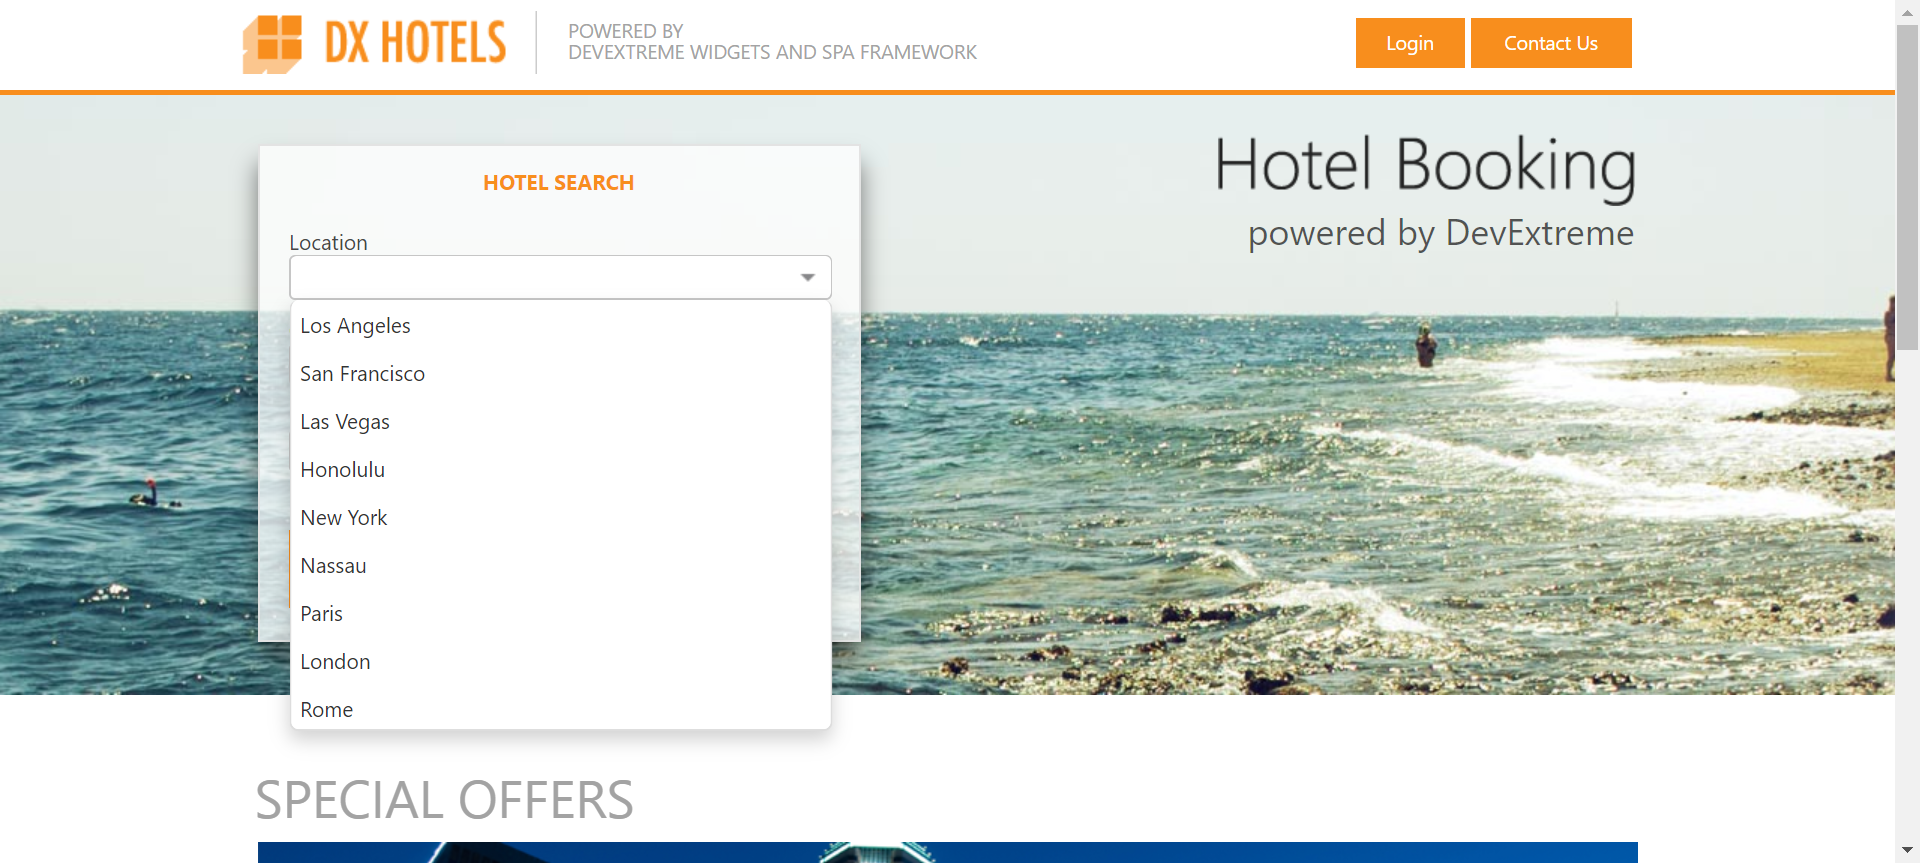 DX HOTELS
POWERED BY
DEVEXTREME WIDGETS AND SPA FRAMEWORK
Login
Contact Us
Hotel Booking
powered by DevExtreme
HOTEL SEARCH
Location
Los Angeles
San Francisco
Las Vegas
Honolulu
New York
Nassau
Paris
London
Rome
SPECIAL OFFERS